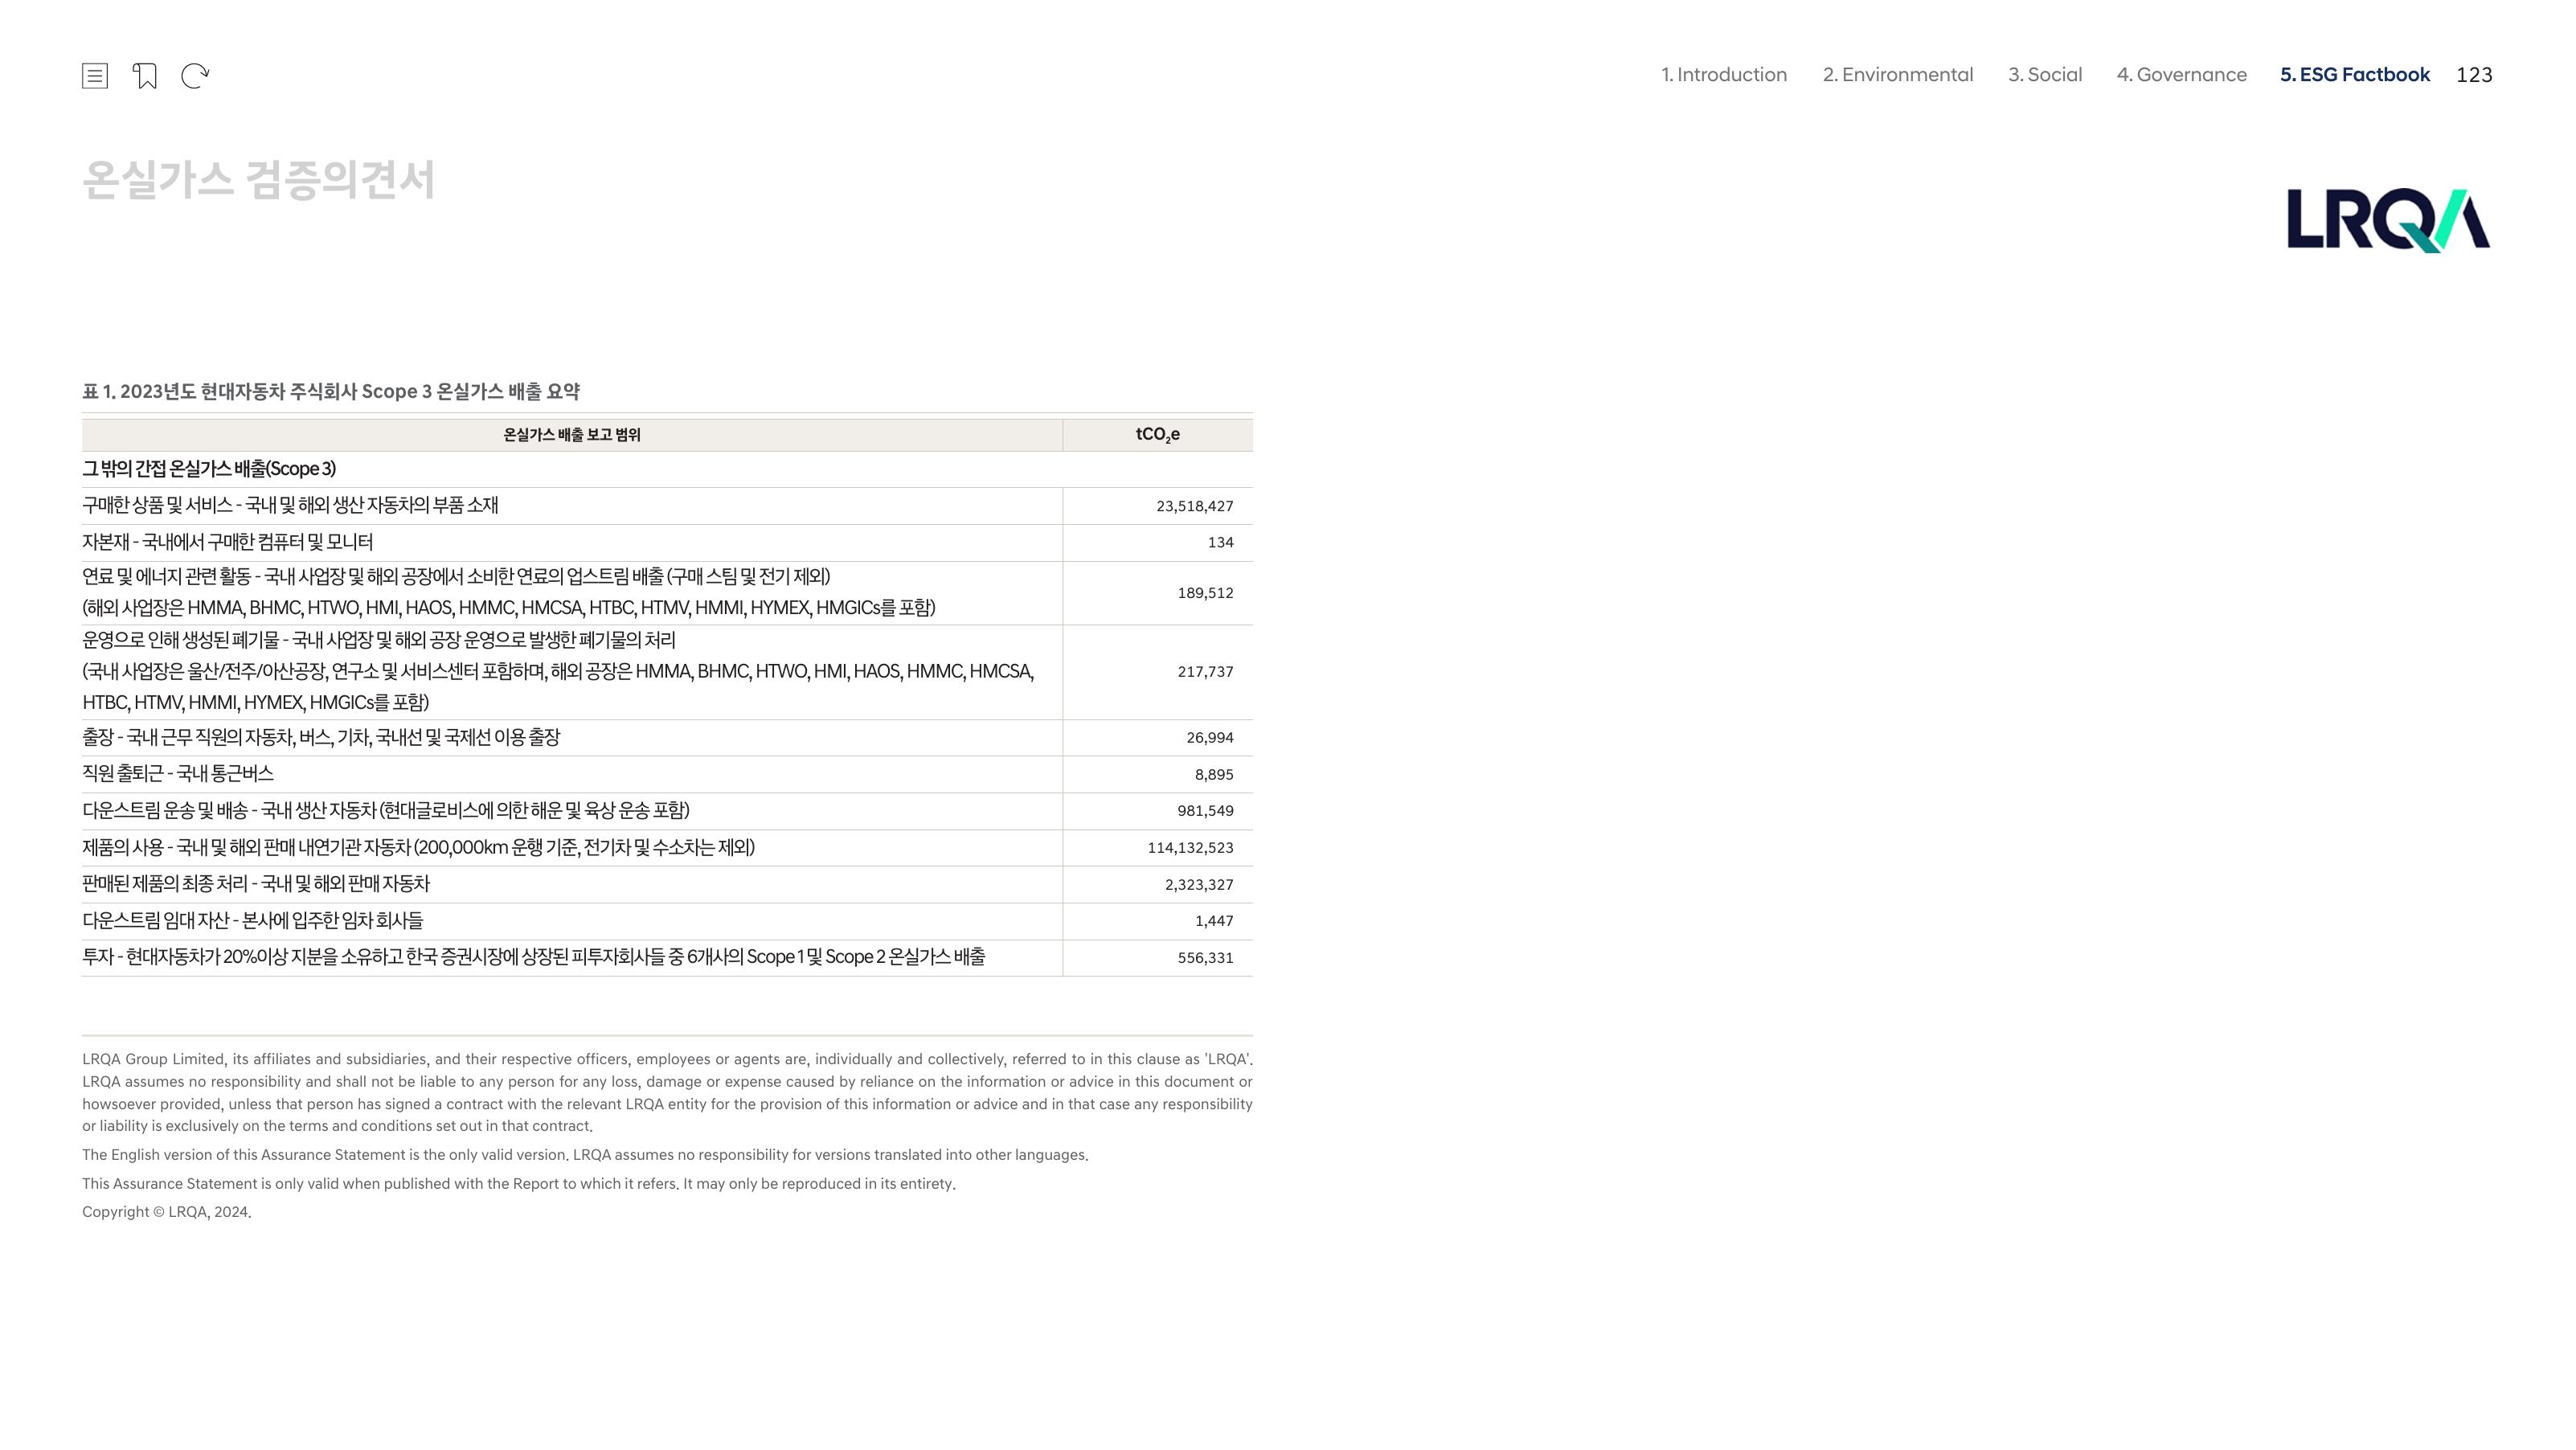 1. Introduction 2. Environmental 3. Social 4. Governance 5. ESG Factbook 123
온실가스 검증의견서
LRQA
표 1. 2023년도 현대자동차 주식회사 Scope 3 온실가스 배출 요약
온실가스 배출 보고 범위 tCO₂e
그 밖의 간접 온실가스 배출(Scope 3)
구매한 상품 및 서비스 - 국내 및 해외 생산 자동차의 부품 소재 23,518,427
자본재 - 국내에서 구매한 컴퓨터 및 모니터 134
연료 및 에너지 관련 활동 - 국내 사업장 및 해외 공장에서 소비한 연료의 업스트림 배출 (구매 스팀 및 전기 제외)
(해외 사업장은 HMMA, BHMC, HTWO, HMI, HAOS, HMMC, HMCSA, HTBC, HTMV, HMMI, HYMEX, HMGICs를 포함) 189,512
운영으로 인해 생성된 폐기물 - 국내 사업장 및 해외 공장 운영으로 발생한 폐기물의 처리
(국내 사업장은 울산/전주/아산공장, 연구소 및 서비스센터 포함하며, 해외 공장은 HMMA, BHMC, HTWO, HMI, HAOS, HMMC, HMCSA, 217,737
HTBC, HTMV, HMMI, HYMEX, HMGICs를 포함)
출장 - 국내 근무 직원의 자동차, 버스, 기차, 국내선 및 국제선 이용 출장 26,994
직원 출퇴근 - 국내 통근버스 8,895
다운스트림 운송 및 배송 - 국내 생산 자동차 (현대글로비스에 의한 해운 및 육상 운송 포함) 981,549
제품의 사용 - 국내 및 해외 판매 내연기관 자동차 (200,000km 운행 기준, 전기차 및 수소차는 제외) 114,132,523
판매된 제품의 최종 처리 - 국내 및 해외 판매 자동차 2,323,327
다운스트림 임대 자산 - 본사에 입주한 임차 회사들 1,447
투자 - 현대자동차가 20%이상 지분을 소유하고 한국 증권시장에 상장된 피투자회사들 중 6개사의 Scope 1 및 Scope 2 온실가스 배출 556,331
LRQA Group Limited, its affiliates and subsidiaries, and their respective officers, employees or agents are, individually and collectively, referred to in this clause as 'LRQA'.
LRQA assumes no responsibility and shall not be liable to any person for any loss, damage or expense caused by reliance on the information or advice in this document or
howsoever provided, unless that person has signed a contract with the relevant LRQA entity for the provision of this information or advice and in that case any responsibility
or liability is exclusively on the terms and conditions set out in that contract.
The English version of this Assurance Statement is the only valid version. LRQA assumes no responsibility for versions translated into other languages.
This Assurance Statement is only valid when published with the Report to which it refers. It may only be reproduced in its entirety.
Copyright © LRQA, 2024.